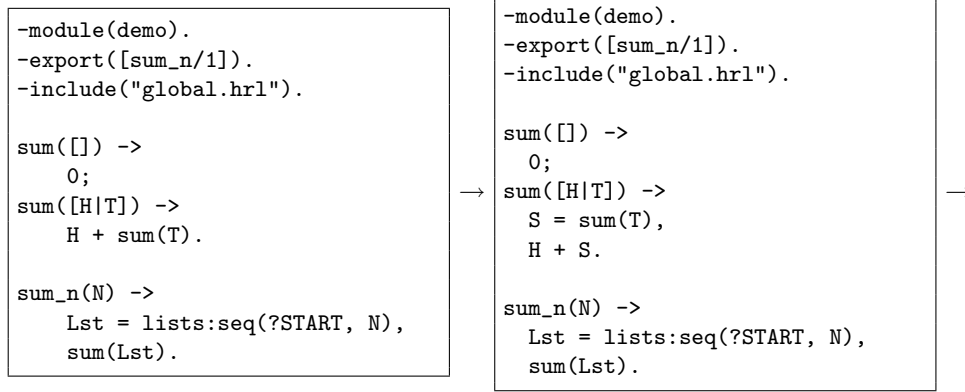 -module(demo).
-export([sum_n/1]).
-include("global.hrl").

sum([]) ->
    0;
sum([H|T]) ->
    H + sum(T).

sum_n(N) ->
    Lst = lists:seq(?START, N),
    sum(Lst).
→
-module(demo).
-export([sum_n/1]).
-include("global.hrl").

sum([]) ->
  0;
sum([H|T]) ->
  S = sum(T),
  H + S.

sum_n(N) ->
  Lst = lists:seq(?START, N),
  sum(Lst).